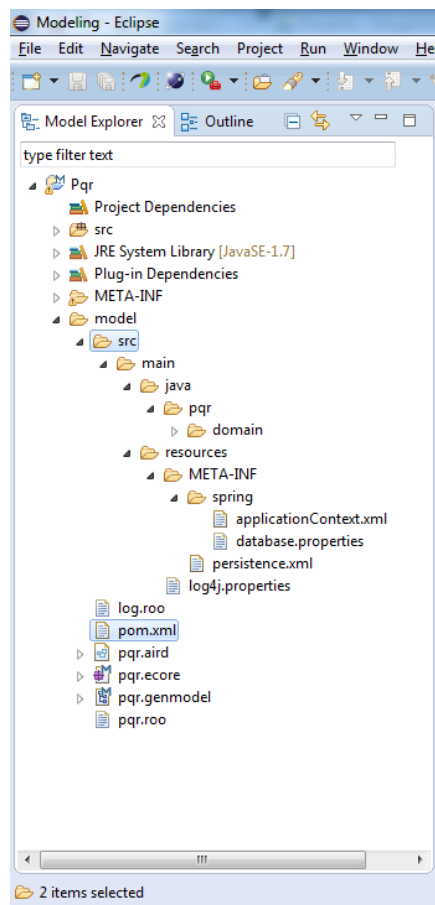 Modeling - Eclipse
File Edit Navigate Search Project Run Window He
Model Explorer Outline
type filter text
Pqr
Project Dependencies
src
JRE System Library [JavaSE-1.7]
Plug-in Dependencies
META-INF
model
src
main
java
pqr
domain
resources
META-INF
spring
applicationContext.xml
database.properties
persistence.xml
log4j.properties
log.roo
pom.xml
pqr.aird
pqr.ecore
pqr.genmodel
pqr.roo
2 items selected